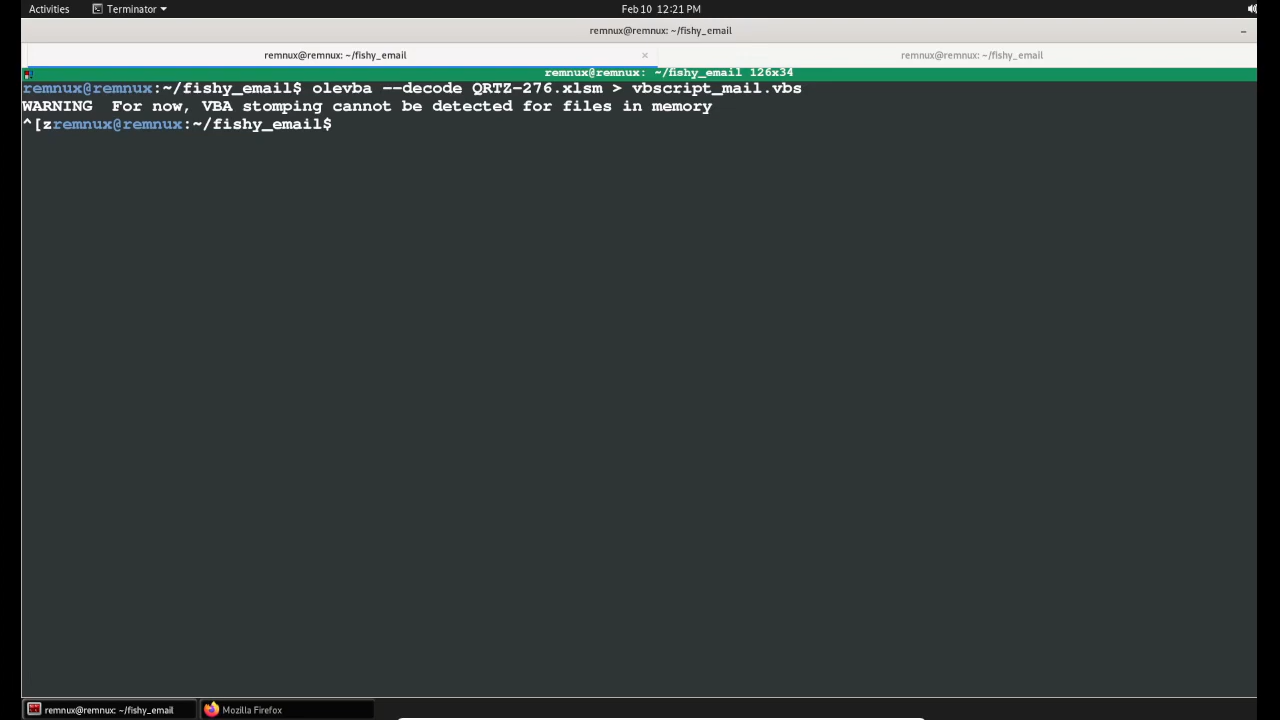 Activities Terminator Feb 10 12:21 PM
remnux@remnux: ~/fishy_email
remnux@remnux: ~/fishy_email × remnux@remnux: ~/fishy_email
remnux@remnux: ~/fishy_email 126x34
remnux@remnux:~/fishy_email$ olevba --decode QRTZ-276.xlsm > vbscript_mail.vbs
WARNING  For now, VBA stomping cannot be detected for files in memory
^[zremnux@remnux:~/fishy_email$
remnux@remnux: ~/fishy_email Mozilla Firefox